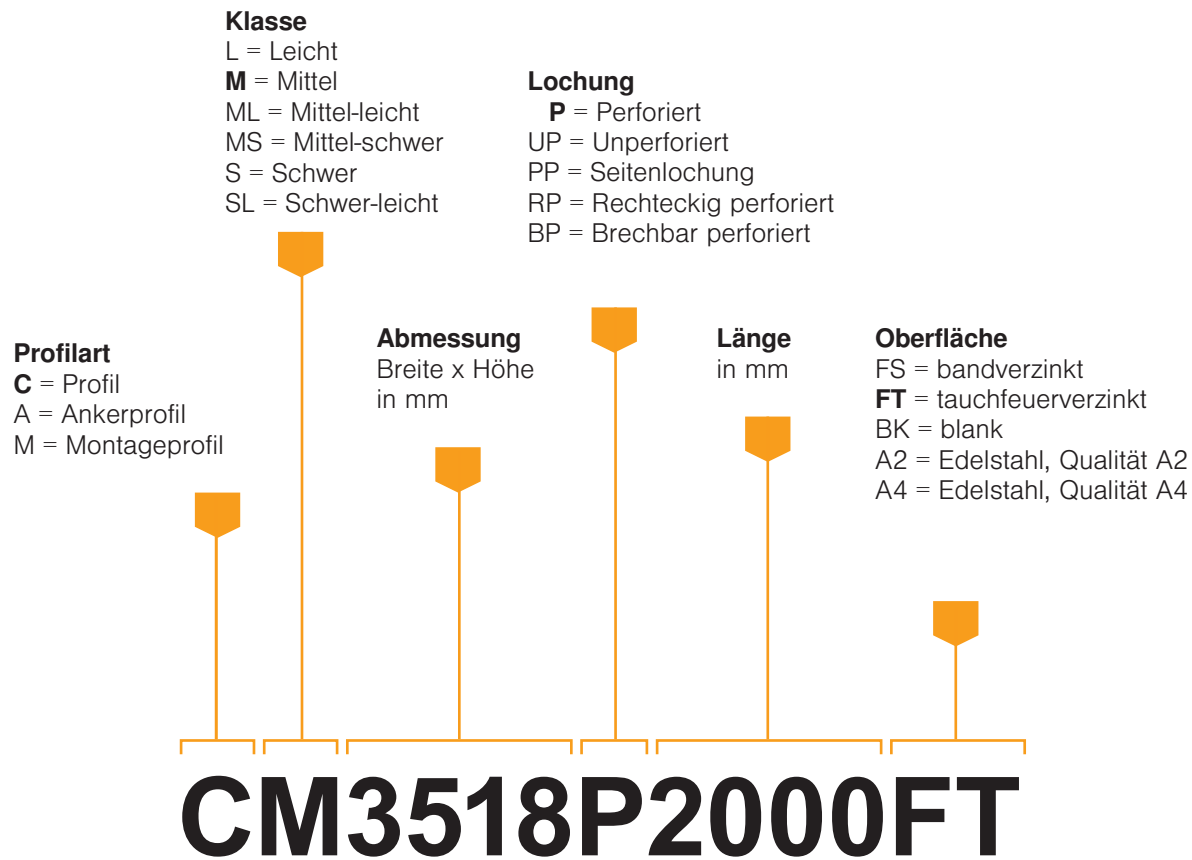 Klasse
L = Leicht
M = Mittel
ML = Mittel-leicht
MS = Mittel-schwer
S = Schwer
SL = Schwer-leicht
Lochung
P = Perforiert
UP = Unperforiert
PP = Seitenlochung
RP = Rechteckig perforiert
BP = Brechbar perforiert
Profilart
C = Profil
A = Ankerprofil
M = Montageprofil
Abmessung
Breite x Höhe
in mm
Länge
in mm
Oberfläche
FS = bandverzinkt
FT = tauchfeuerverzinkt
BK = blank
A2 = Edelstahl, Qualität A2
A4 = Edelstahl, Qualität A4
CM3518P2000FT